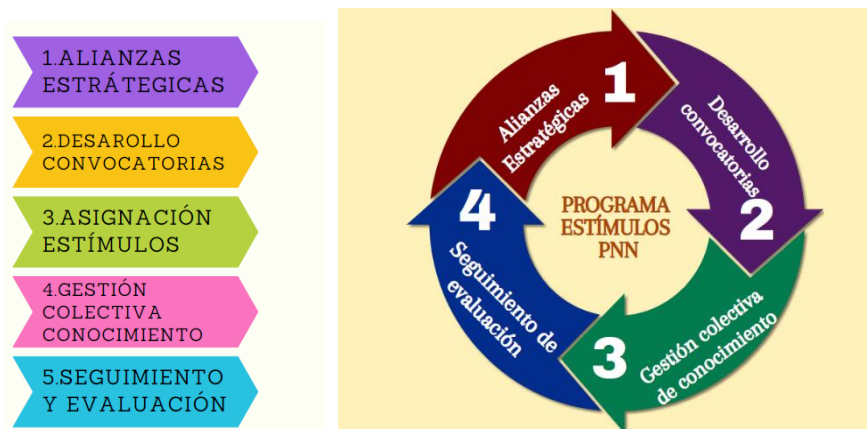 1.ALIANZAS
ESTRÁTEGICAS
2.DESAROLLO
CONVOCATORIAS
3.ASIGNACIÓN
ESTÍMULOS
4.GESTIÓN
COLECTIVA
CONOCIMIENTO
5.SEGUIMIENTO
Y EVALUACIÓN
1
Alianzas
Estratégicas
Desarrollo
convocatorias
2
3
Gestión colectiva
de conocimiento
4
Seguimiento de
evaluación
PROGRAMA
ESTÍMULOS
PNN